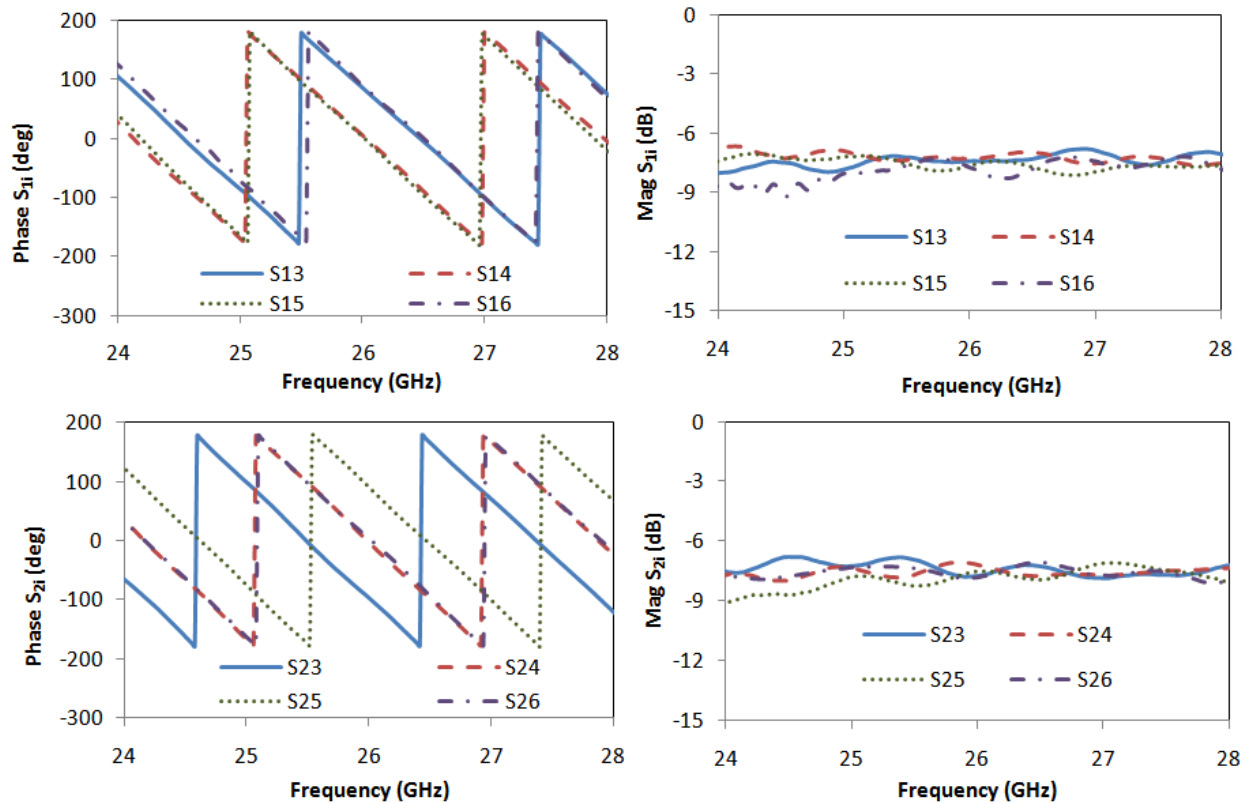 Phase S1i (deg)
200
100
0
-100
-200
-300
S13
S14
S15
S16
24
25
26
27
28
Frequency (GHz)
Mag S1i (dB)
0
-3
-6
-9
-12
-15
S13
S14
S15
S16
24
25
26
27
28
Frequency (GHz)
Phase S2i (deg)
200
100
0
-100
-200
-300
S23
S24
S25
S26
24
25
26
27
28
Frequency (GHz)
Mag S2i (dB)
0
-3
-6
-9
-12
-15
S23
S24
S25
S26
24
25
26
27
28
Frequency (GHz)